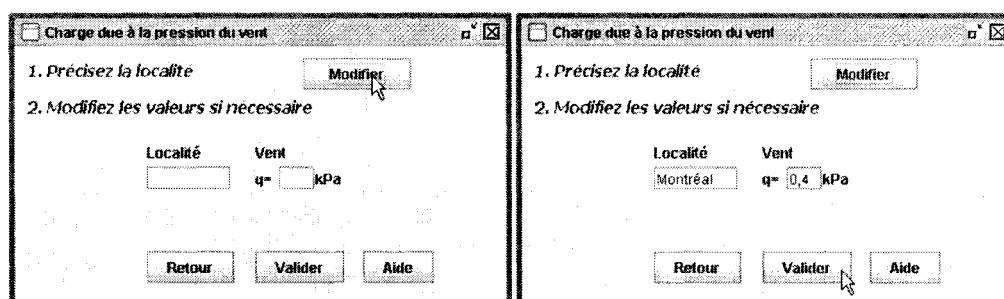 Charge due à la pression du vent
1. Précisez la localité
Modifier
2. Modifiez les valeurs si nécessaire
Localité Vent
q= kPa
Retour Valider Aide
Charge due à la pression du vent
1. Précisez la localité
Modifier
2. Modifiez les valeurs si nécessaire
Localité Vent
Montréal q= 0,4 kPa
Retour Valider Aide